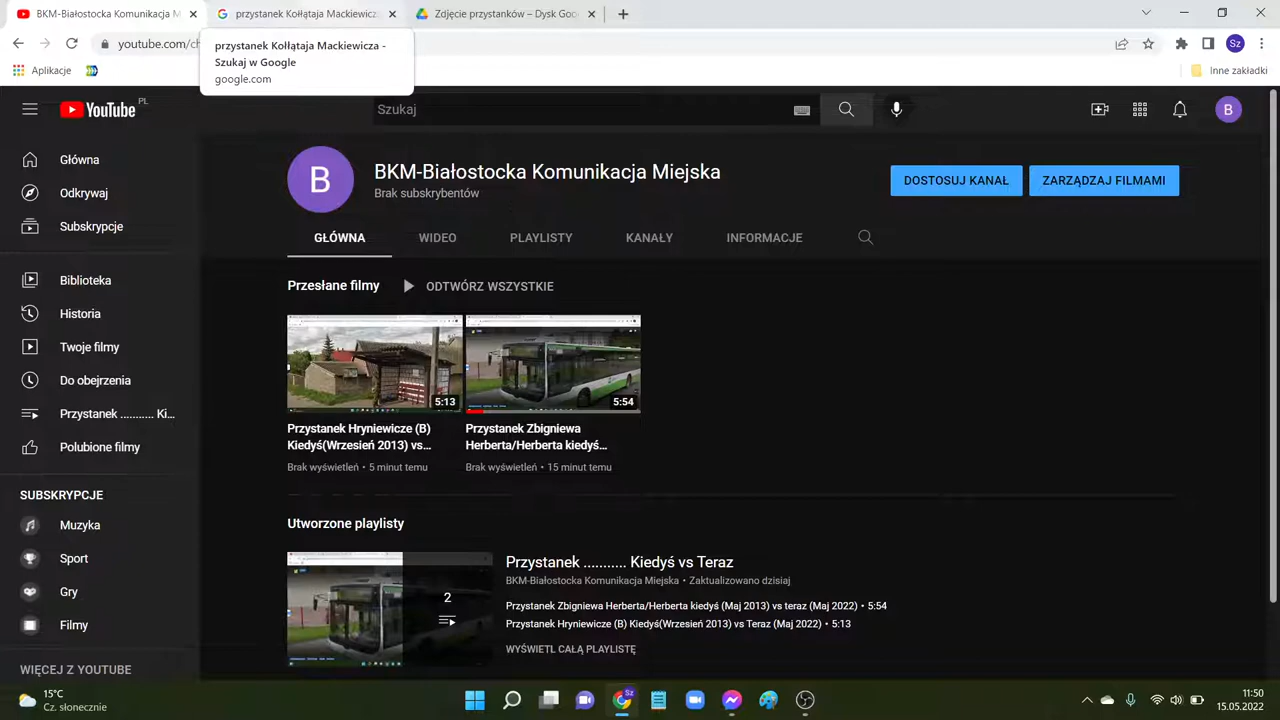 BKM-Białostocka Komunikacja M
przystanek Kołłątaja Mackiewicz
Zdjęcie przystanków – Dysk Goo
youtube.com/ch
przystanek Kołłątaja Mackiewicza -
Szukaj w Google
google.com
Sz
Aplikacje
Inne zakładki
YouTube
PL
Szukaj
B
Główna
Odkrywaj
Subskrypcje
Biblioteka
Historia
Twoje filmy
Do obejrzenia
Przystanek ........... Ki...
Polubione filmy
SUBSKRYPCJE
Muzyka
Sport
Gry
Filmy
WIĘCEJ Z YOUTUBE
B
BKM-Białostocka Komunikacja Miejska
Brak subskrybentów
DOSTOSUJ KANAŁ
ZARZĄDZAJ FILMAMI
GŁÓWNA
WIDEO
PLAYLISTY
KANAŁY
INFORMACJE
Przesłane filmy
ODTWÓRZ WSZYSTKIE
5:13
Przystanek Hryniewicze (B)
Kiedyś(Wrzesień 2013) vs...
Brak wyświetleń • 5 minut temu
5:54
Przystanek Zbigniewa
Herberta/Herberta kiedyś...
Brak wyświetleń • 15 minut temu
Utworzone playlisty
2
Przystanek ........... Kiedyś vs Teraz
BKM-Białostocka Komunikacja Miejska • Zaktualizowano dzisiaj
Przystanek Zbigniewa Herberta/Herberta kiedyś (Maj 2013) vs teraz (Maj 2022) • 5:54
Przystanek Hryniewicze (B) Kiedyś(Wrzesień 2013) vs Teraz (Maj 2022) • 5:13
WYŚWIETL CAŁĄ PLAYLISTĘ
15°C
Cz. słonecznie
Sz
11:50
15.05.2022